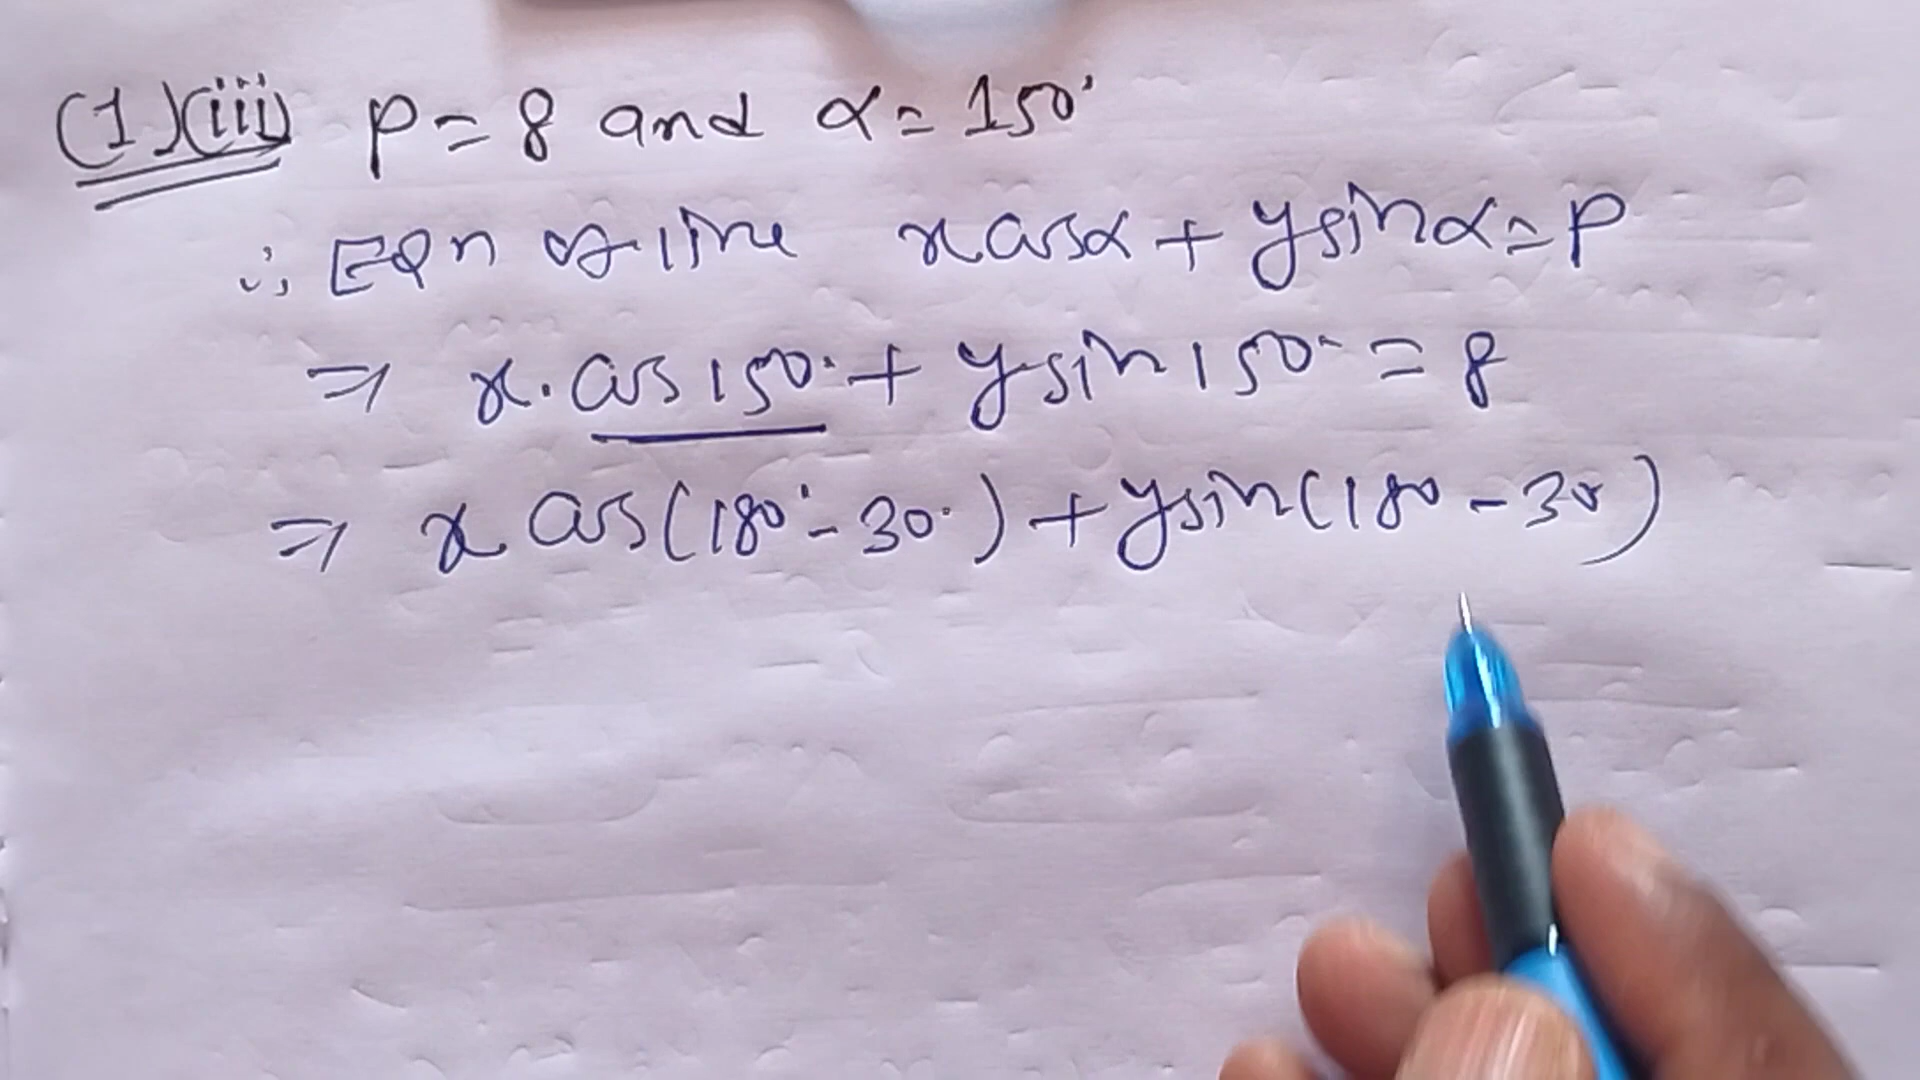 (1)(iii) p = 8 and α = 150°
∴ Eqn of line x cosα + y sinα = p
⇒ x. cos 150° + y sin 150° = 8
⇒ x cos(180° - 30°) + y sin(180 - 30)